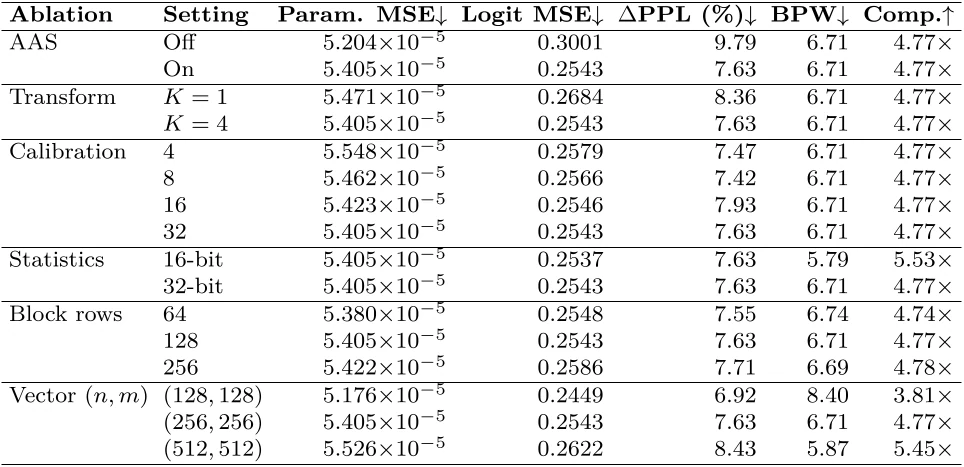 Ablation Setting Param. MSE↓ Logit MSE↓ ΔPPL (%)↓ BPW↓ Comp.↑
AAS Off 5.204×10⁻⁵ 0.3001 9.79 6.71 4.77×
On 5.405×10⁻⁵ 0.2543 7.63 6.71 4.77×
Transform K = 1 5.471×10⁻⁵ 0.2684 8.36 6.71 4.77×
K = 4 5.405×10⁻⁵ 0.2543 7.63 6.71 4.77×
Calibration 4 5.548×10⁻⁵ 0.2579 7.47 6.71 4.77×
8 5.462×10⁻⁵ 0.2566 7.42 6.71 4.77×
16 5.423×10⁻⁵ 0.2546 7.93 6.71 4.77×
32 5.405×10⁻⁵ 0.2543 7.63 6.71 4.77×
Statistics 16-bit 5.405×10⁻⁵ 0.2537 7.63 5.79 5.53×
32-bit 5.405×10⁻⁵ 0.2543 7.63 6.71 4.77×
Block rows 64 5.380×10⁻⁵ 0.2548 7.55 6.74 4.74×
128 5.405×10⁻⁵ 0.2543 7.63 6.71 4.77×
256 5.422×10⁻⁵ 0.2586 7.71 6.69 4.78×
Vector (n, m) (128, 128) 5.176×10⁻⁵ 0.2449 6.92 8.40 3.81×
(256, 256) 5.405×10⁻⁵ 0.2543 7.63 6.71 4.77×
(512, 512) 5.526×10⁻⁵ 0.2622 8.43 5.87 5.45×